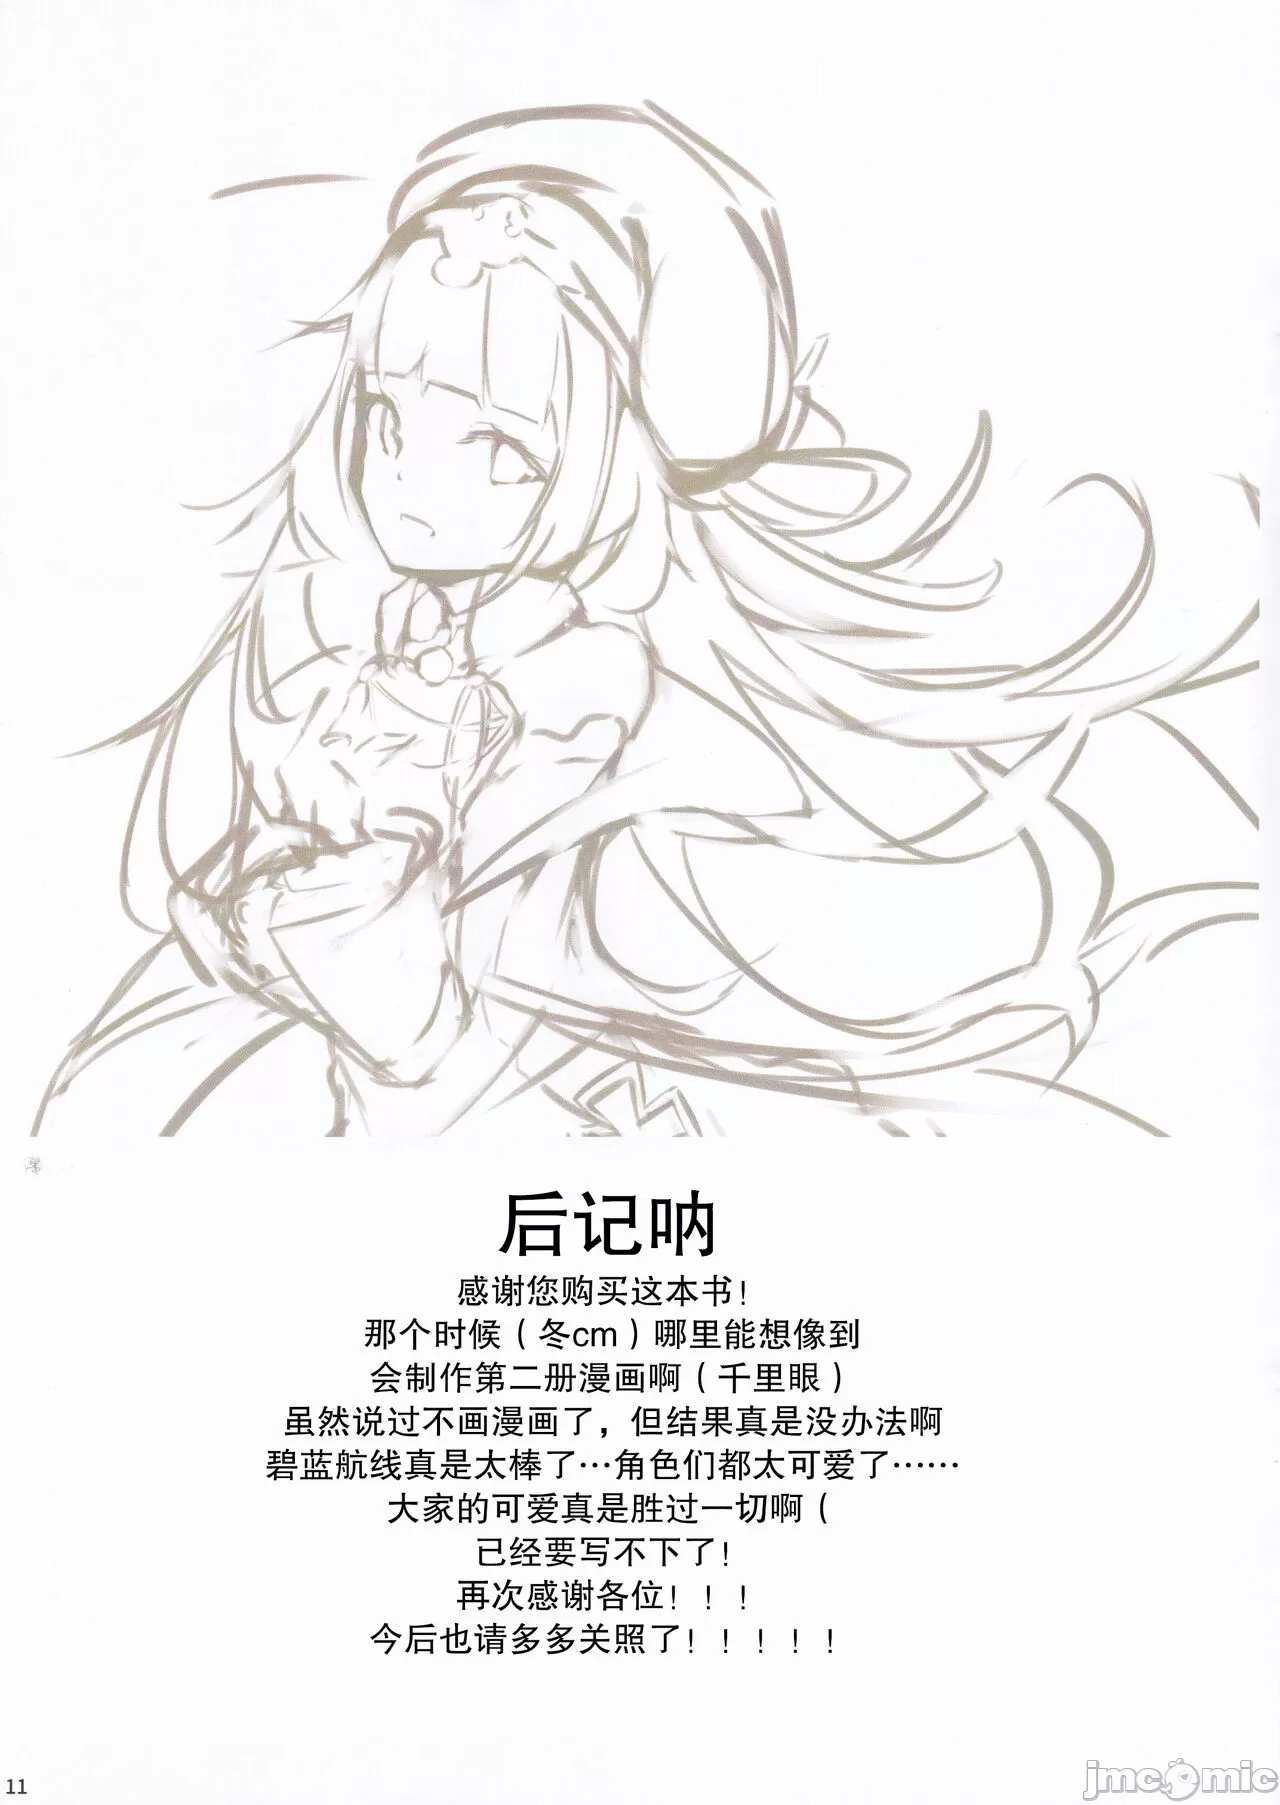 后记呐
感谢您购买这本书！
那个时候（冬cm）哪里能想像到
会制作第二册漫画啊（千里眼）
虽然说过不画漫画了，但结果真是没办法啊
碧蓝航线真是太棒了…角色们都太可爱了……
大家的可爱真是胜过一切啊（
已经要写不下了！
再次感谢各位！！！
今后也请多多关照了！！！！！
11
jmcomic